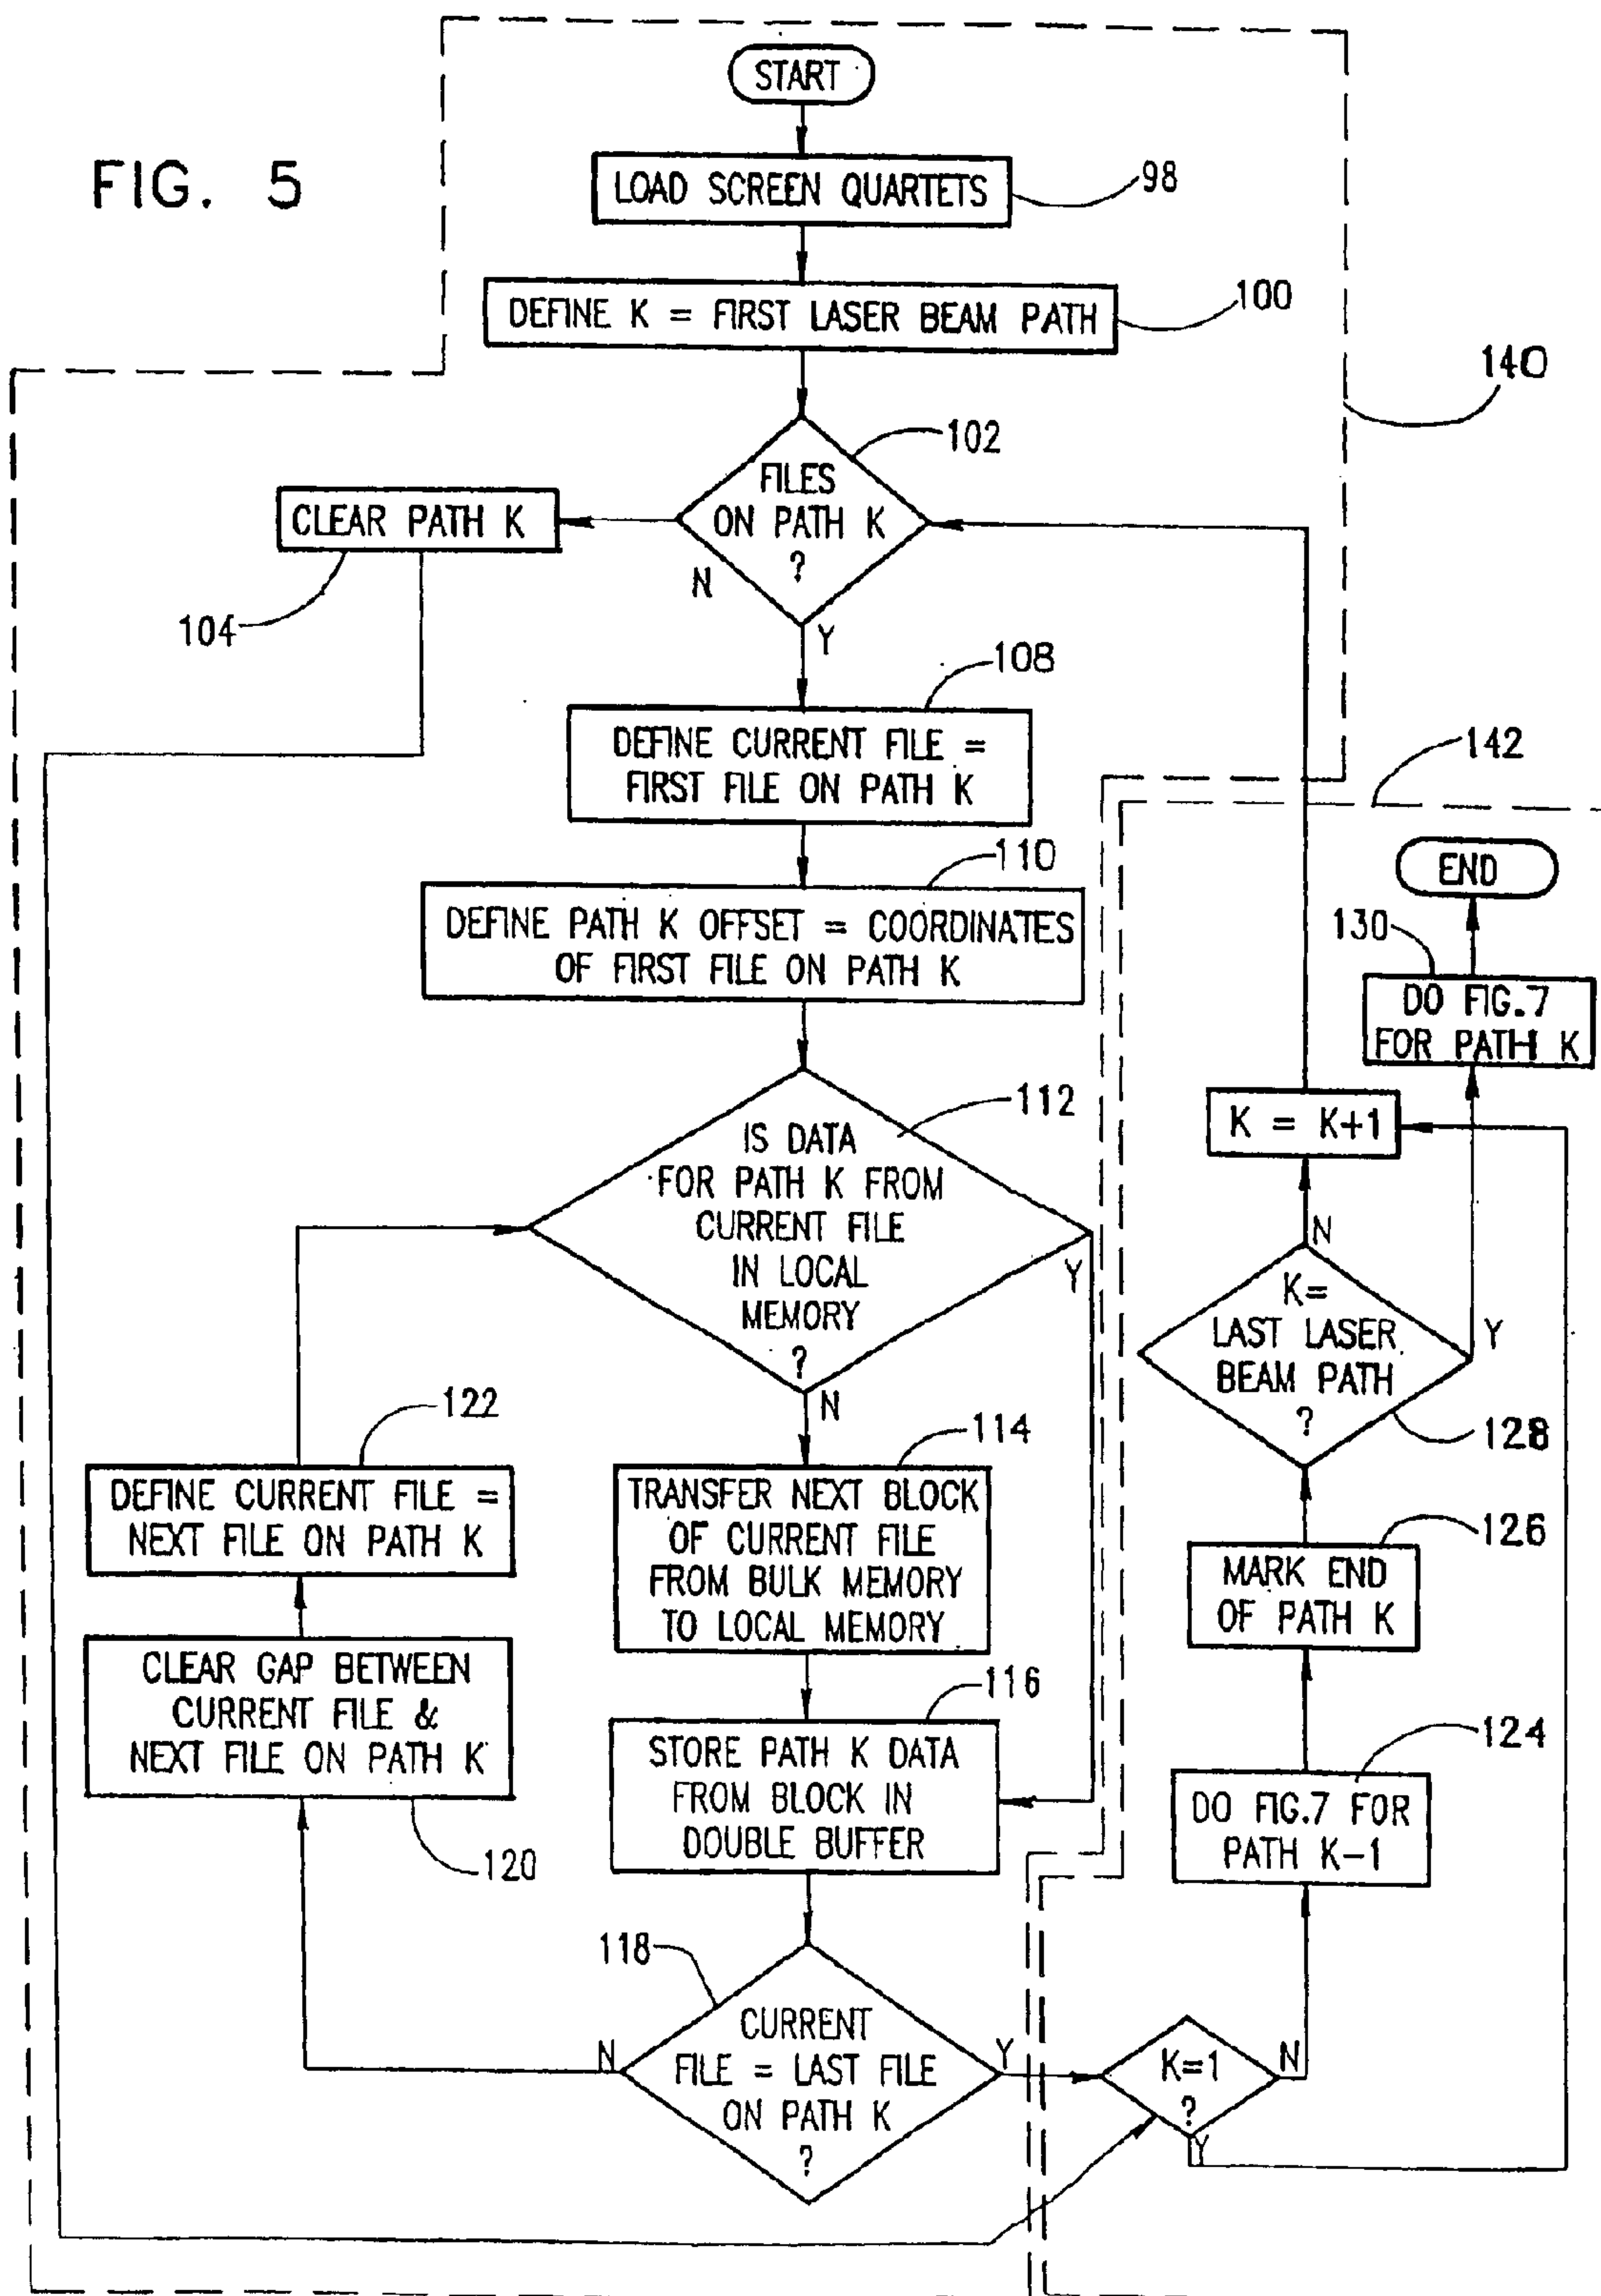 FIG. 5
START
LOAD SCREEN QUARTETS
98
DEFINE K = FIRST LASER BEAM PATH
100
140
102
FILES
ON PATH K
?
N
Y
CLEAR PATH K
104
108
DEFINE CURRENT FILE =
FIRST FILE ON PATH K
142
110
DEFINE PATH K OFFSET = COORDINATES
OF FIRST FILE ON PATH K
END
130
DO FIG.7
FOR PATH K
112
IS DATA
FOR PATH K FROM
CURRENT FILE
IN LOCAL
MEMORY
?
Y
N
K = K+1
N
K=
LAST LASER
BEAM PATH
?
Y
128
122
DEFINE CURRENT FILE =
NEXT FILE ON PATH K
114
TRANSFER NEXT BLOCK
OF CURRENT FILE
FROM BULK MEMORY
TO LOCAL MEMORY
126
MARK END
OF PATH K
CLEAR GAP BETWEEN
CURRENT FILE &
NEXT FILE ON PATH K
120
116
STORE PATH K DATA
FROM BLOCK IN
DOUBLE BUFFER
124
DO FIG.7 FOR
PATH K-1
118
CURRENT
FILE = LAST FILE
ON PATH K
?
N
Y
K=1
?
N
Y